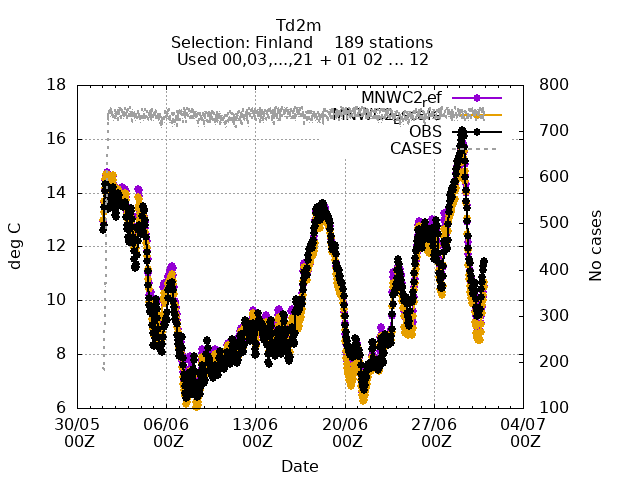 Td2m
Selection: Finland 189 stations
Used 00,03,...,21 + 01 02 ... 12
18 800
MNWC2ref
OBS
CASES
16 700
14 600
500
12
400
10
300
8 200
6 100
deg C
No cases
30/05 06/06 13/06 20/06 27/06 04/07
00Z 00Z 00Z 00Z 00Z 00Z
Date